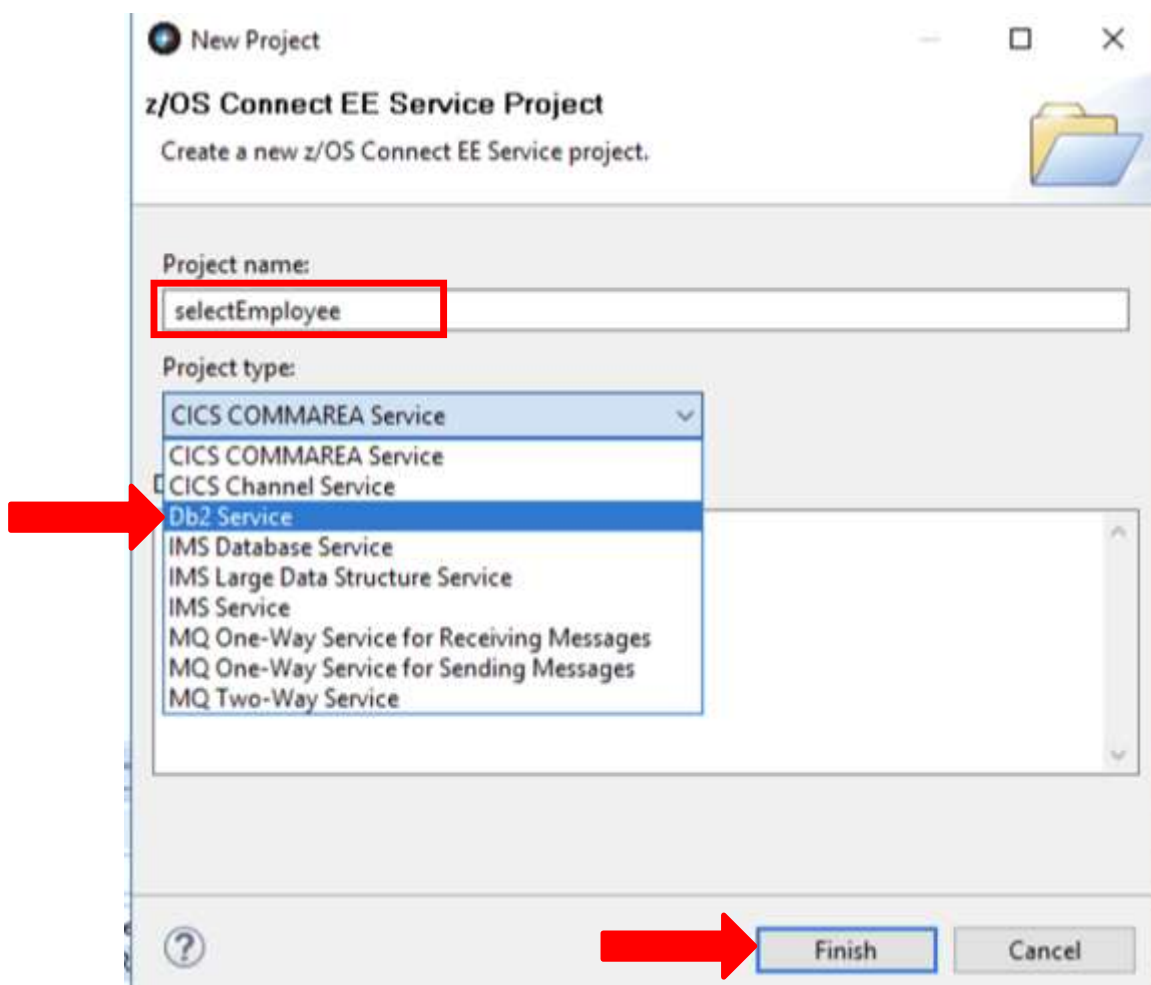 New Project
z/OS Connect EE Service Project
Create a new z/OS Connect EE Service project.
Project name:
selectEmployee
Project type:
CICS COMMAREA Service
CICS COMMAREA Service
CICS Channel Service
Db2 Service
IMS Database Service
IMS Large Data Structure Service
IMS Service
MQ One-Way Service for Receiving Messages
MQ One-Way Service for Sending Messages
MQ Two-Way Service
?
Finish
Cancel